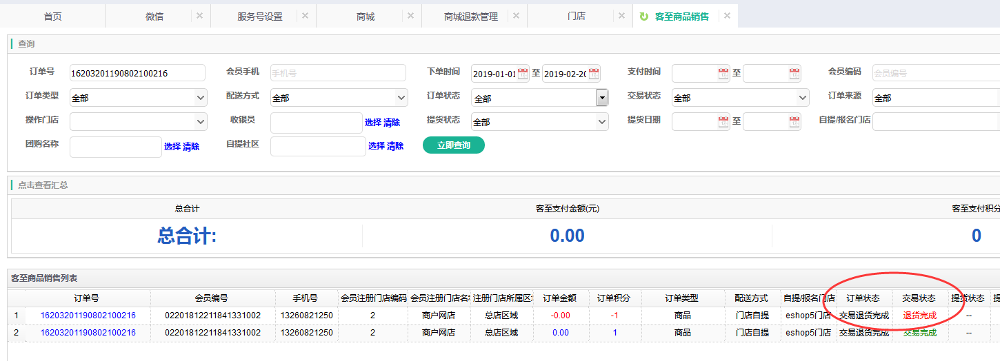 首页 微信 服务号设置 商城 商城退款管理 门店 客至商品销售
查询
订单号 16203201190802100216 会员手机 手机号 下单时间 2019-01-01 至 2019-02-20 支付时间 至 会员编码 会员编号
订单类型 全部 配送方式 全部 订单状态 全部 交易状态 全部 订单来源 全部
操作门店 收银员 选择 清除 提货状态 全部 提货日期 至 自提/报名门店
团购名称 选择 清除 自提社区 选择 清除 立即查询
点击查看汇总
总合计 客至支付金额(元) 客至支付积分
总合计: 0.00 0
客至商品销售列表
订单号 会员编号 手机号 会员注册门店编码 会员注册门店名称 注册门店所属区域 订单金额 订单积分 订单类型 配送方式 自提/报名门店 订单状态 交易状态 提货状态 提
1 16203201190802100216 02201812211841331002 13260821250 2 商户网店 总店区域 -0.00 -1 商品 门店自提 eshop5门店 交易退货完成 退货完成 --
2 16203201190802100216 02201812211841331002 13260821250 2 商户网店 总店区域 0.00 1 商品 门店自提 eshop5门店 交易退货完成 交易完成 --